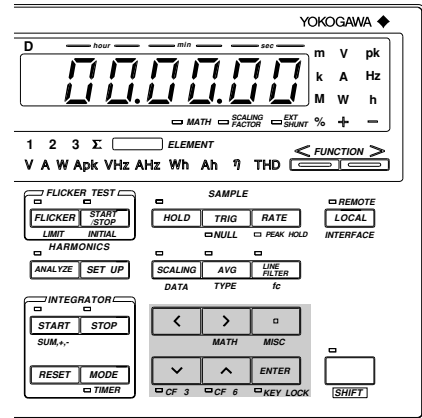 YOKOGAWA
D hour min sec m V pk
00.00.00 k A Hz
M W h
MATH SCALING FACTOR EXT SHUNT % + −
1 2 3 Σ ELEMENT < FUNCTION >
V A W Apk VHz AHz Wh Ah η THD
FLICKER TEST SAMPLE REMOTE
FLICKER START /STOP HOLD TRIG RATE LOCAL
LIMIT INITIAL NULL PEAK HOLD INTERFACE
HARMONICS
ANALYZE SET UP SCALING AVG LINE FILTER
DATA TYPE fc
INTEGRATOR
START STOP < > ▫
SUM,+,- MATH MISC
RESET MODE ∨ ∧ ENTER
TIMER CF 3 CF 6 KEY LOCK SHIFT